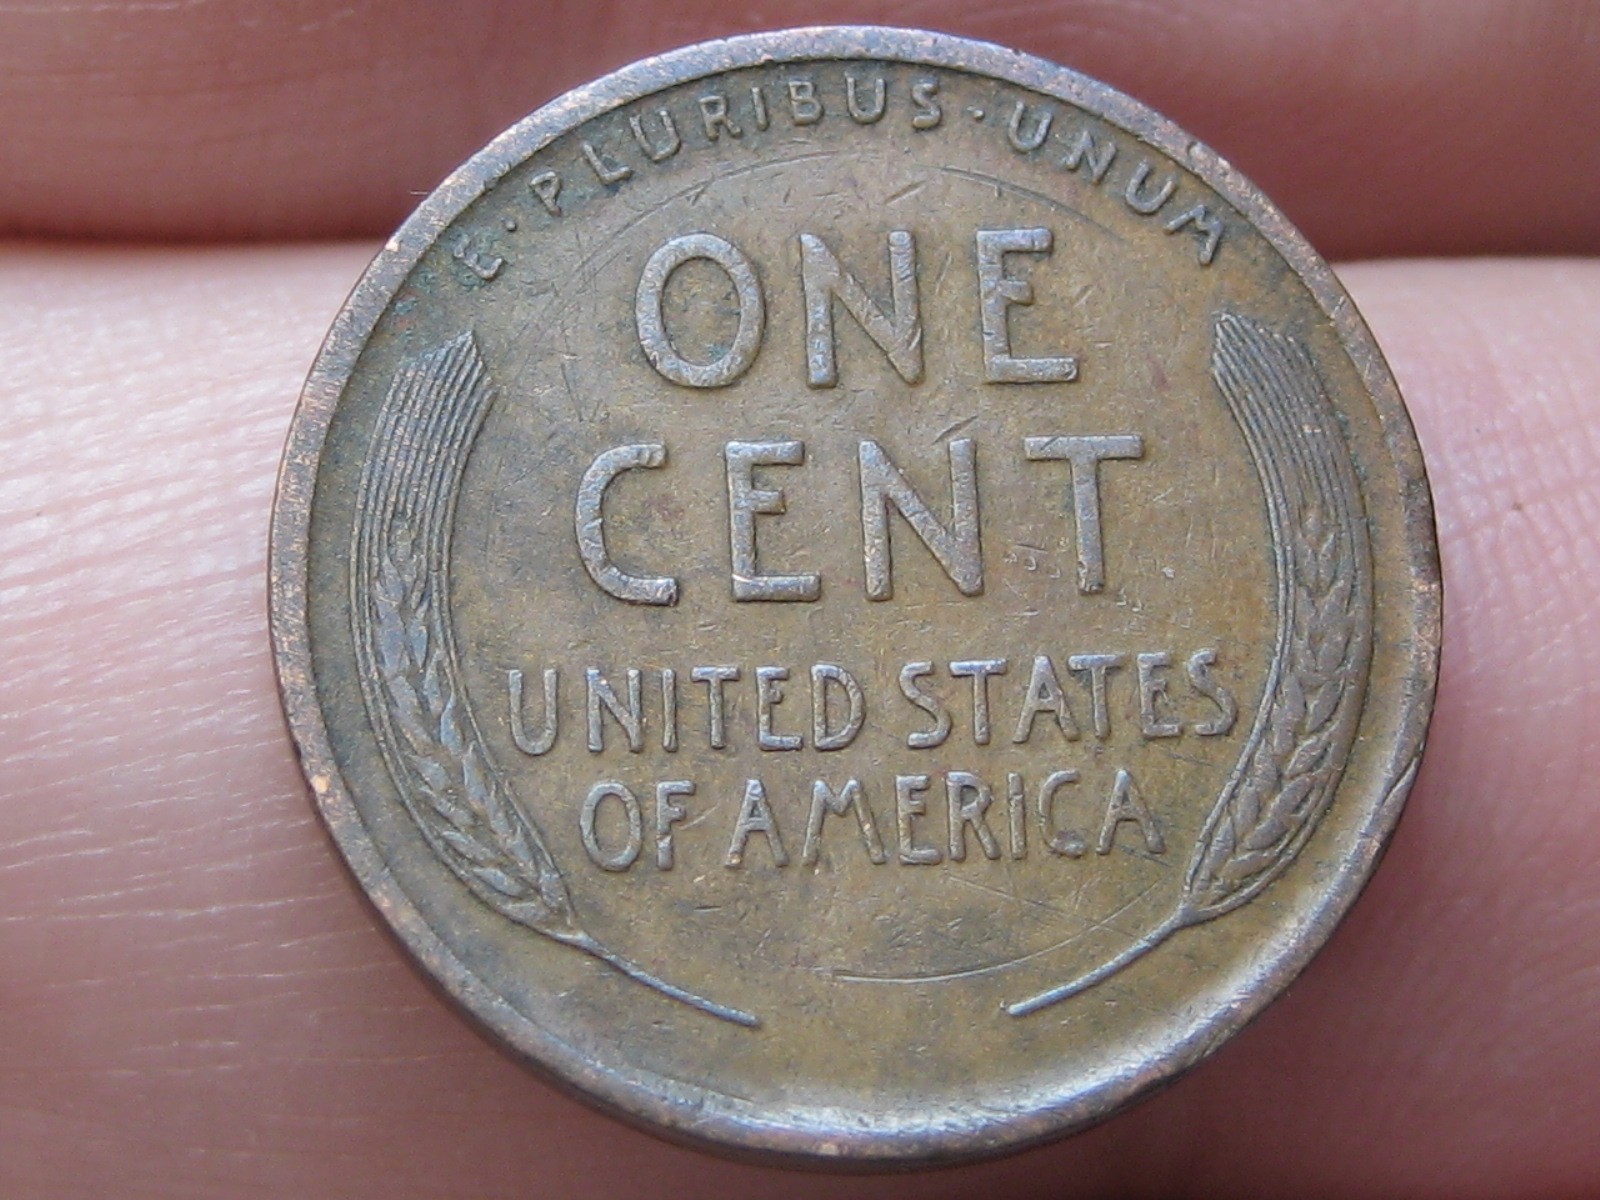 E·PLURIBUS·UNUM
ONE
CENT
UNITED STATES
OF AMERICA